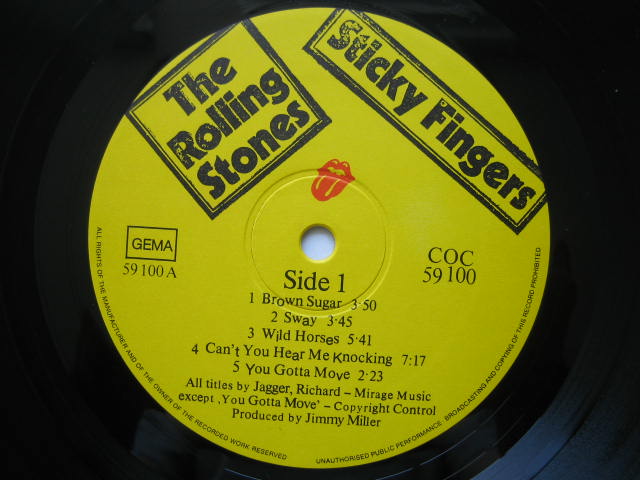 The
Rolling
Stones
Sticky Fingers
GEMA
59 100 A
COC
59 100
Side 1
1 Brown Sugar 3·50
2 Sway 3·45
3 Wild Horses 5·41
4 Can't You Hear Me Knocking 7:17
5 You Gotta Move 2·23
All titles by Jagger, Richard – Mirage Music
except ‚You Gotta Move' – Copyright Control
Produced by Jimmy Miller
ALL RIGHTS OF THE MANUFACTURER AND OF THE OWNER OF THE RECORDED WORK RESERVED
UNAUTHORISED PUBLIC PERFORMANCE, BROADCASTING AND COPYING OF THIS RECORD PROHIBITED